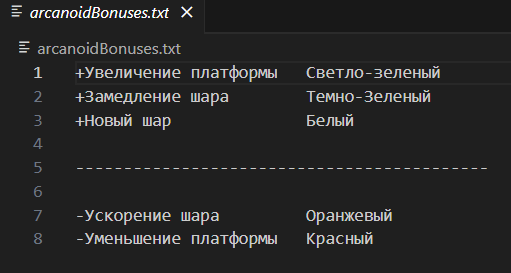 arcanoidBonuses.txt
arcanoidBonuses.txt
1 +Увеличение платформы Светло-зеленый
2 +Замедление шара Темно-Зеленый
3 +Новый шар Белый
4
5 -------------------------------------------
6
7 -Ускорение шара Оранжевый
8 -Уменьшение платформы Красный